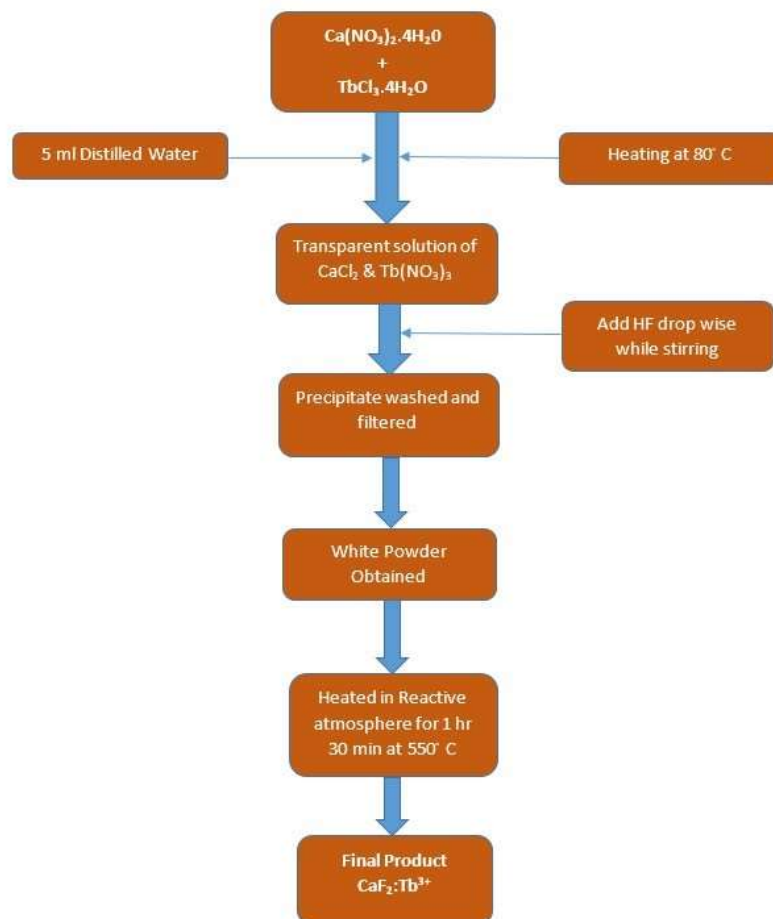 Ca(NO₃)₂.4H₂0
+
TbCl₃.4H₂O
5 ml Distilled Water
Heating at 80° C
Transparent solution of
CaCl₂ & Tb(NO₃)₃
Add HF drop wise
while stirring
Precipitate washed and
filtered
White Powder
Obtained
Heated in Reactive
atmosphere for 1 hr
30 min at 550° C
Final Product
CaF₂:Tb³⁺